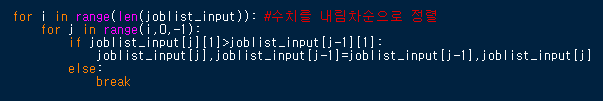 for i in range(len(joblist_input)): #수치를 내림차순으로 정렬
    for j in range(i,0,-1):
        if joblist_input[j][1]>joblist_input[j-1][1]:
            joblist_input[j],joblist_input[j-1]=joblist_input[j-1],joblist_input[j]
        else:
            break